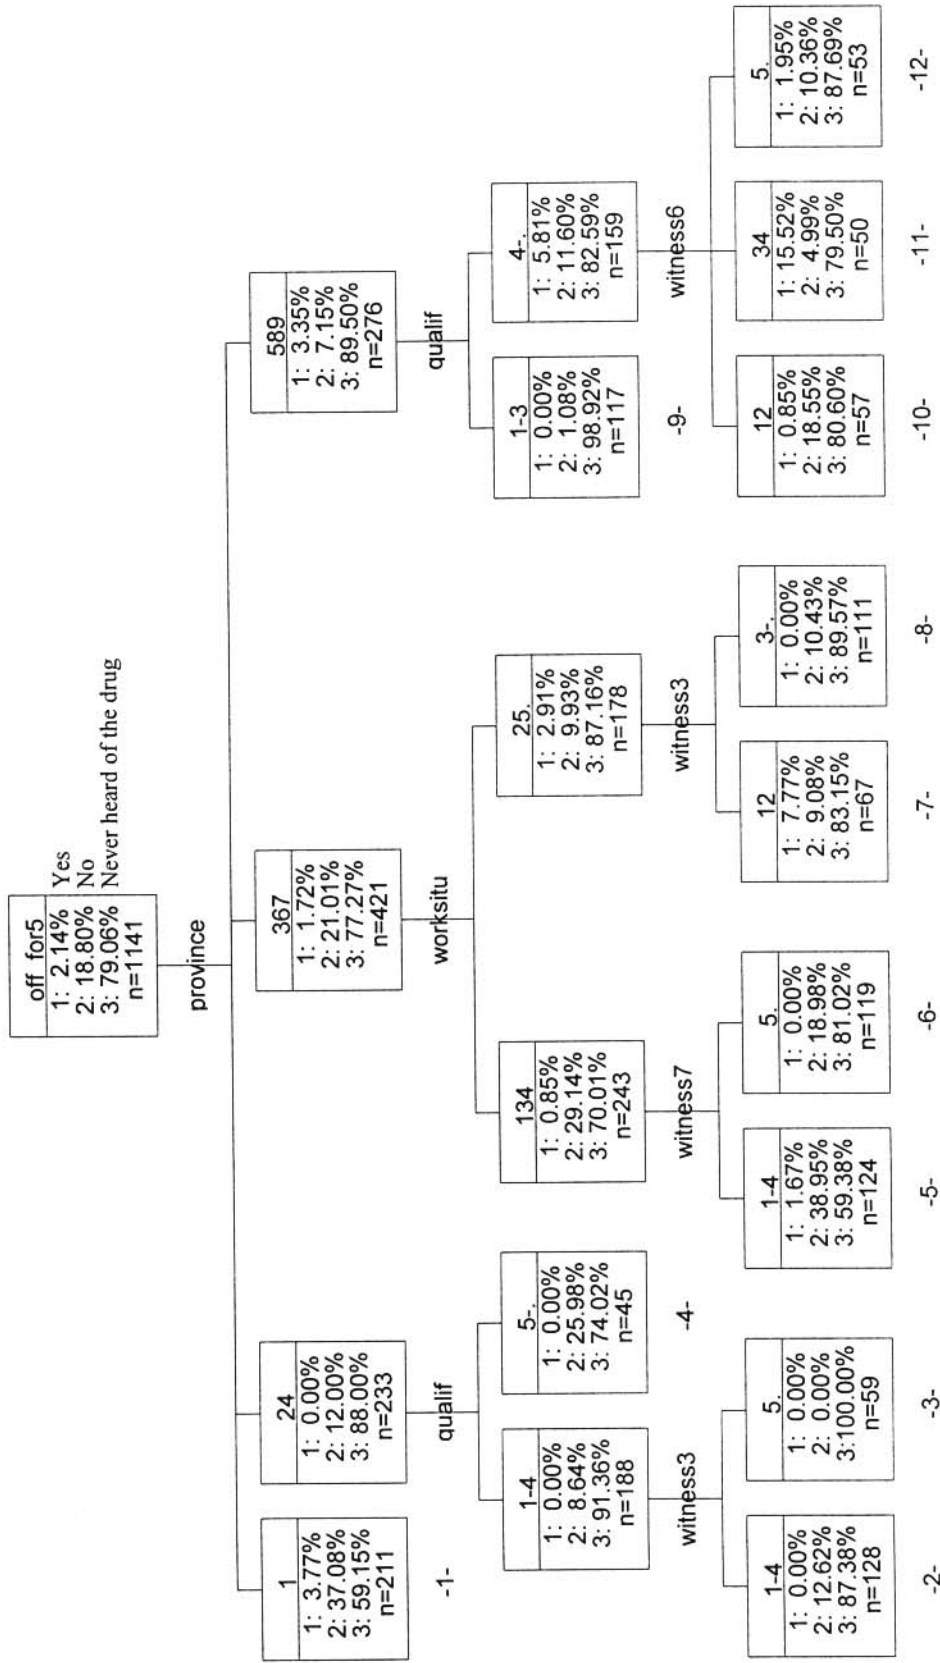 off_for5
1: 2.14% Yes
2: 18.80% No
3: 79.06% Never heard of the drug
n=1141
province
1
1: 3.77%
2: 37.08%
3: 59.15%
n=211
-1-
24
1: 0.00%
2: 12.00%
3: 88.00%
n=233
367
1: 1.72%
2: 21.01%
3: 77.27%
n=421
589
1: 3.35%
2: 7.15%
3: 89.50%
n=276
qualif
worksitu
qualif
1-4
1: 0.00%
2: 8.64%
3: 91.36%
n=188
5-.
1: 0.00%
2: 25.98%
3: 74.02%
n=45
-4-
134
1: 0.85%
2: 29.14%
3: 70.01%
n=243
25.
1: 2.91%
2: 9.93%
3: 87.16%
n=178
1-3
1: 0.00%
2: 1.08%
3: 98.92%
n=117
-9-
4-.
1: 5.81%
2: 11.60%
3: 82.59%
n=159
witness3
witness7
witness3
witness6
1-4
1: 0.00%
2: 12.62%
3: 87.38%
n=128
-2-
5.
1: 0.00%
2: 0.00%
3:100.00%
n=59
-3-
1-4
1: 1.67%
2: 38.95%
3: 59.38%
n=124
-5-
5.
1: 0.00%
2: 18.98%
3: 81.02%
n=119
-6-
12
1: 7.77%
2: 9.08%
3: 83.15%
n=67
-7-
3-.
1: 0.00%
2: 10.43%
3: 89.57%
n=111
-8-
12
1: 0.85%
2: 18.55%
3: 80.60%
n=57
-10-
34
1: 15.52%
2: 4.99%
3: 79.50%
n=50
-11-
5.
1: 1.95%
2: 10.36%
3: 87.69%
n=53
-12-